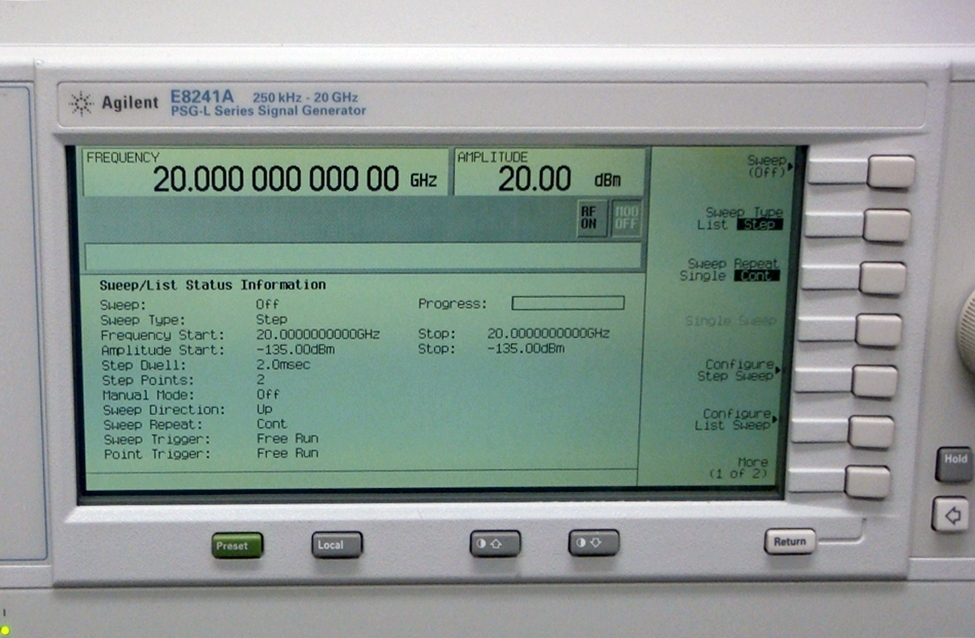 Agilent E8241A 250 kHz - 20 GHz
PSG-L Series Signal Generator
FREQUENCY
20.000 000 000 00 GHz
AMPLITUDE
20.00 dBm
RF ON
MOD OFF
Sweep/List Status Information
Sweep: Off Progress:
Sweep Type: Step
Frequency Start: 20.0000000000GHz Stop: 20.0000000000GHz
Amplitude Start: -135.00dBm Stop: -135.00dBm
Step Dwell: 2.0msec
Step Points: 2
Manual Mode: Off
Sweep Direction: Up
Sweep Repeat: Cont
Sweep Trigger: Free Run
Point Trigger: Free Run
Sweep
(Off)
Sweep Type
List Step
Sweep Repeat
Single Cont
Single Sweep
Configure
Step Sweep
Configure
List Sweep
More
(1 of 2)
Preset
Local
Return
Hold